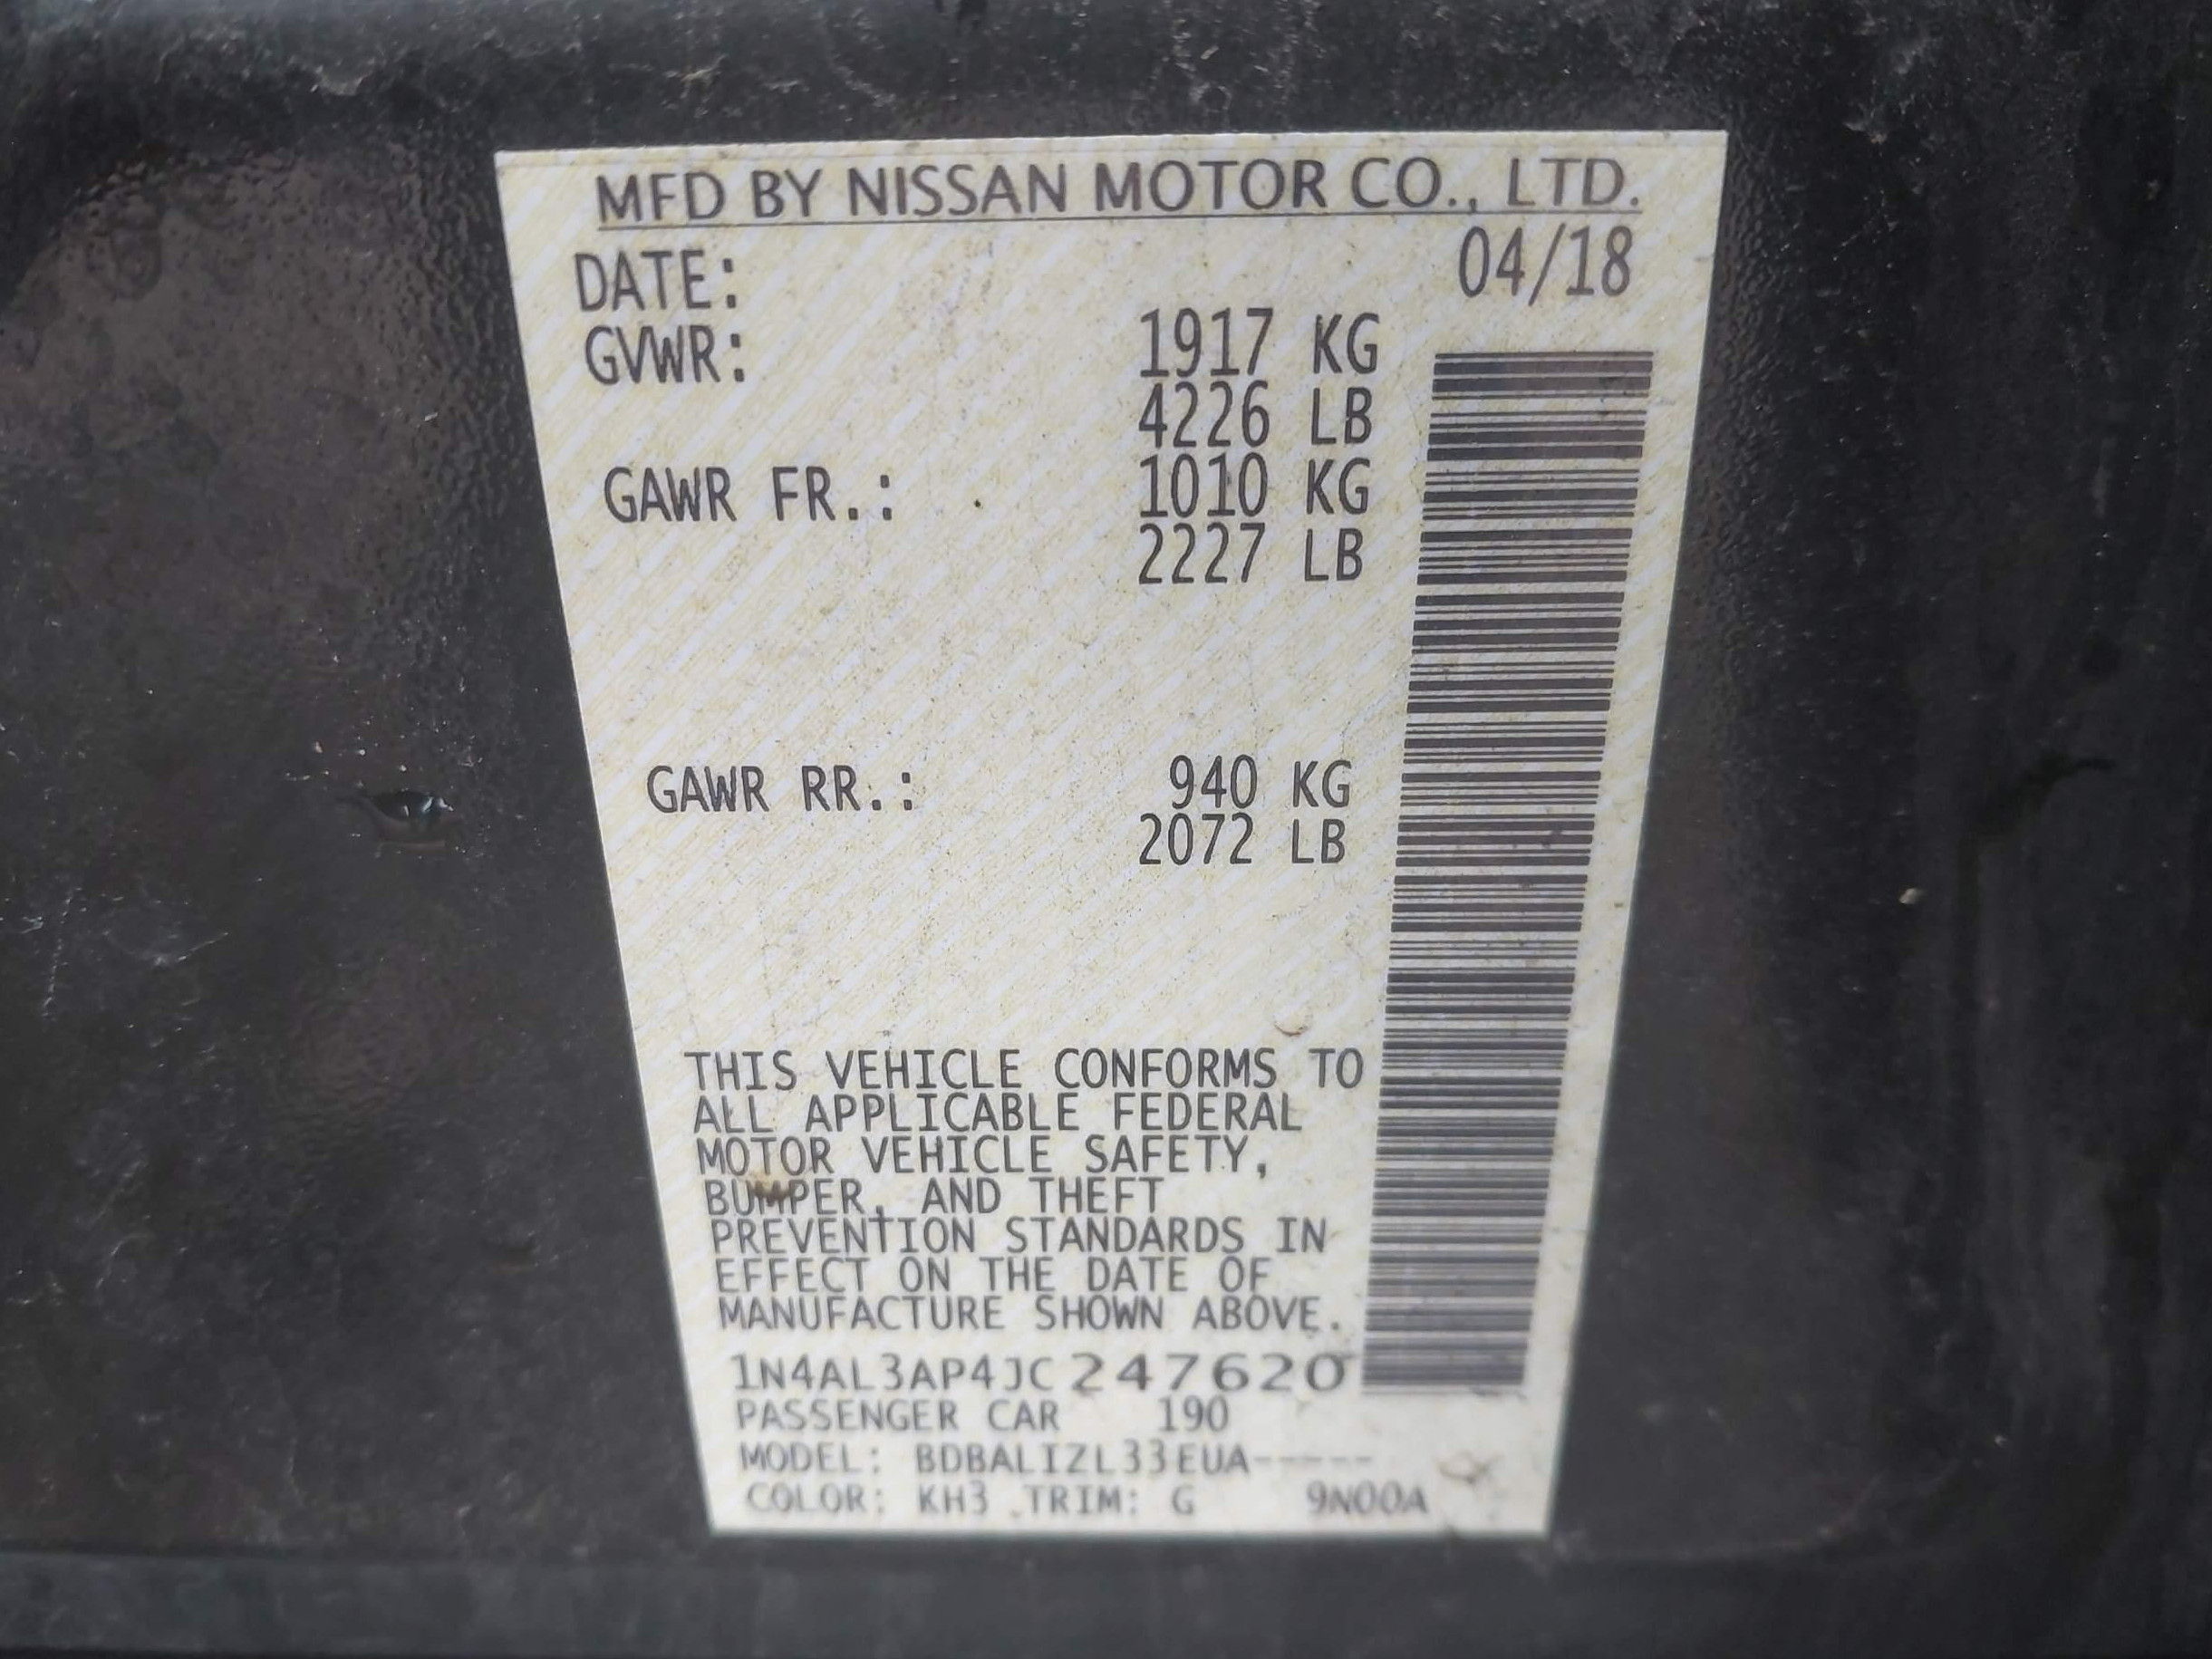 MFD BY NISSAN MOTOR CO., LTD.
DATE: 04/18
GVWR: 1917 KG
4226 LB
GAWR FR.: 1010 KG
2227 LB
GAWR RR.: 940 KG
2072 LB
THIS VEHICLE CONFORMS TO
ALL APPLICABLE FEDERAL
MOTOR VEHICLE SAFETY,
BUMPER, AND THEFT
PREVENTION STANDARDS IN
EFFECT ON THE DATE OF
MANUFACTURE SHOWN ABOVE.
1N4AL3AP4JC247620
PASSENGER CAR 190
MODEL: BDBALIZL33EUA-----
COLOR: KH3 TRIM: G 9N00A